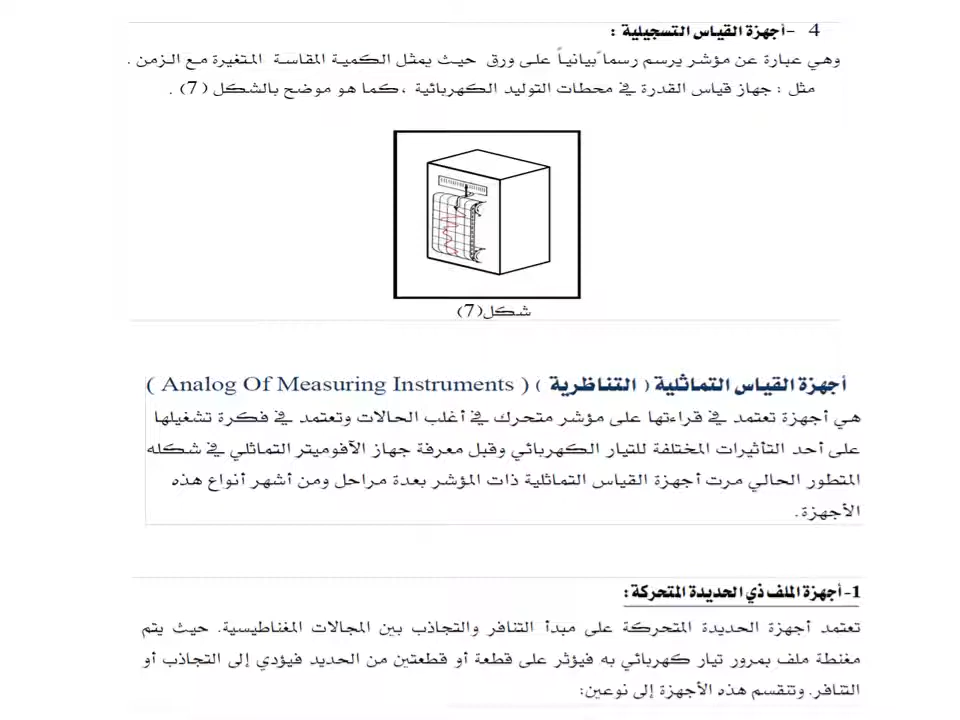 4 -أجهزة القياس التسجيلية :
وهي عبارة عن مؤشر يرسم رسماً بيانياً على ورق حيث يمثل الكمية المقاسة المتغيرة مع الزمن .
مثل : جهاز قياس القدرة في محطات التوليد الكهربائية ، كما هو موضح بالشكل (7) .
شكل(7)
أجهزة القياس التماثلية ( التناظرية ) ( Analog Of Measuring Instruments )
هي أجهزة تعتمد في قراءتها على مؤشر متحرك في أغلب الحالات وتعتمد في فكرة تشغيلها
على أحد التأثيرات المختلفة للتيار الكهربائي وقبل معرفة جهاز الآفوميتر التماثلي في شكله
المتطور الحالي مرت أجهزة القياس التماثلية ذات المؤشر بعدة مراحل ومن أشهر أنواع هذه
الأجهزة.
1- أجهزة الملف ذي الحديدة المتحركة :
تعتمد أجهزة الحديدة المتحركة على مبدأ التنافر والتجاذب بين المجالات المغناطيسية. حيث يتم
مغنطة ملف بمرور تيار كهربائي به فيؤثر على قطعة أو قطعتين من الحديد فيؤدي إلى التجاذب أو
التنافر. وتنقسم هذه الأجهزة إلى نوعين: